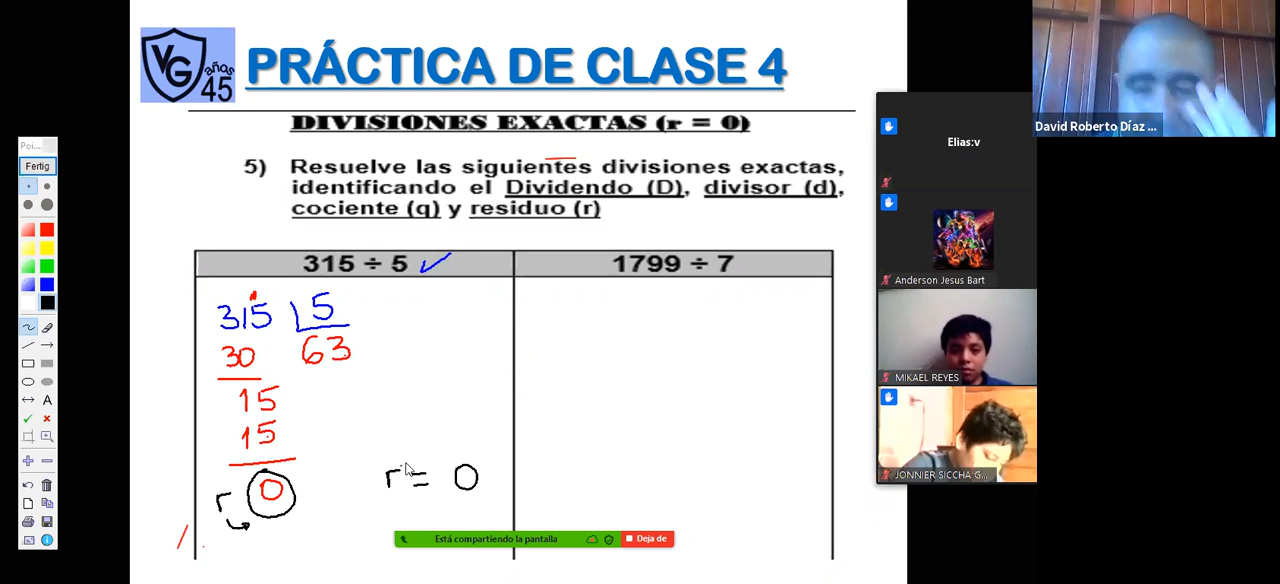 VG
años
45
PRÁCTICA DE CLASE 4
DIVISIONES EXACTAS (r = 0)
5) Resuelve las siguientes divisiones exactas,
identificando el Dividendo (D), divisor (d),
cociente (q) y residuo (r)
315 ÷ 5
1799 ÷ 7
315 5
30 63
15
15
0
r
r = 0
Fertig
A
Está compartiendo la pantalla
Deja de
David Roberto Díaz ...
Elias:v
Anderson Jesus Bart
MIKAEL REYES
JONNIER SICCHA G...